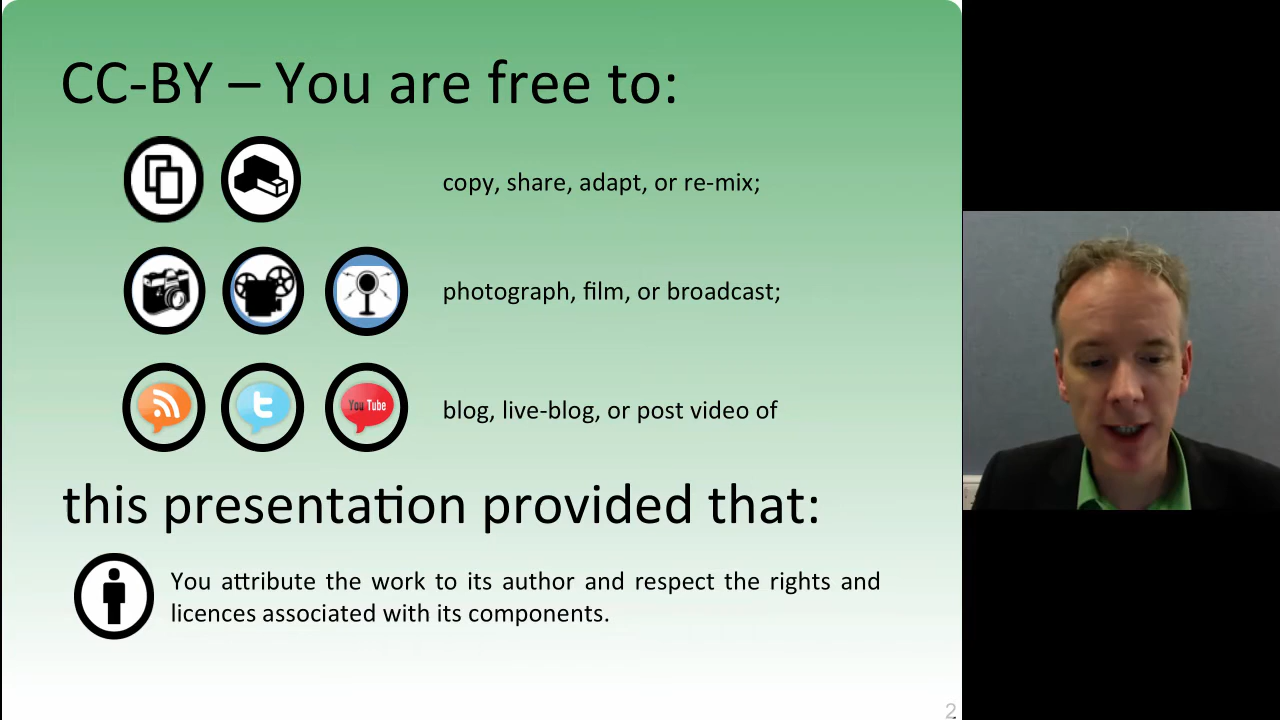 CC-BY – You are free to:
copy, share, adapt, or re-mix;
photograph, film, or broadcast;
You Tube
blog, live-blog, or post video of
this presentation provided that:
You attribute the work to its author and respect the rights and
licences associated with its components.
2